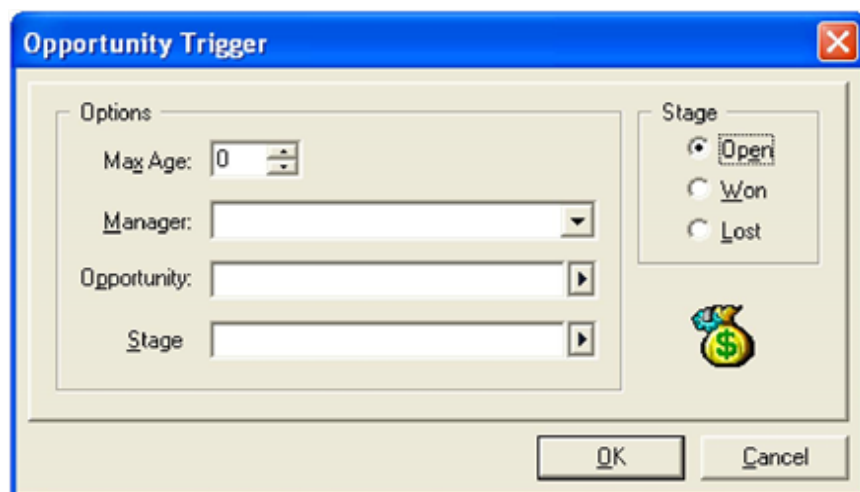 Opportunity Trigger
Options
Max Age: 0
Manager:
Opportunity:
Stage
Stage
Open
Won
Lost
$
OK Cancel